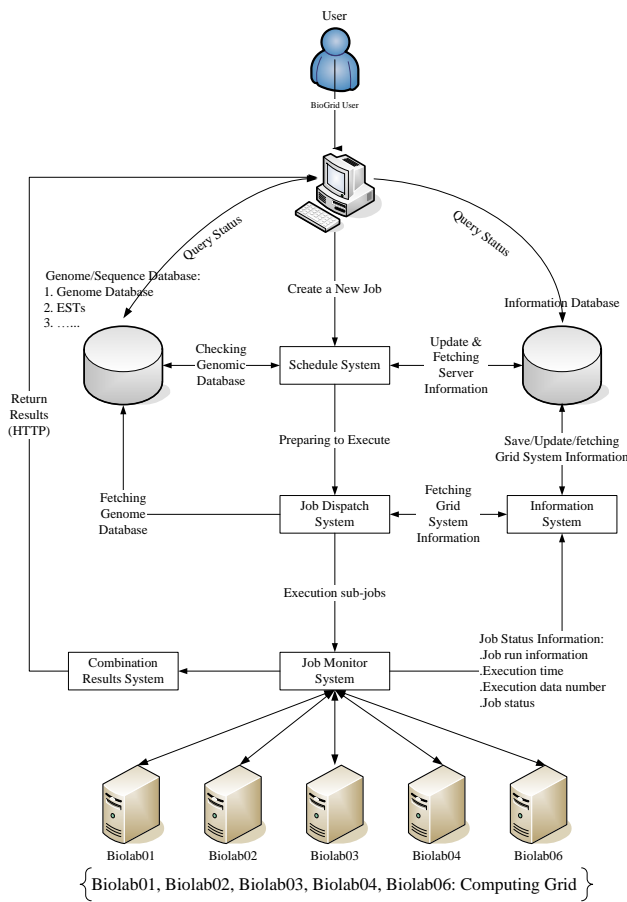 User
BioGrid User
Query Status
Query Status
Genome/Sequence Database:
1. Genome Database
2. ESTs
3. …...
Create a New Job
Information Database
Checking
Genomic
Database
Schedule System
Update &
Fetching
Server
Information
Return
Results
(HTTP)
Preparing to Execute
Save/Update/fetching
Grid System Information
Fetching
Genome
Database
Job Dispatch
System
Fetching
Grid
System
Information
Information
System
Execution sub-jobs
Combination
Results System
Job Monitor
System
Job Status Information:
.Job run information
.Execution time
.Execution data number
.Job status
Biolab01
Biolab02
Biolab03
Biolab04
Biolab06
{Biolab01, Biolab02, Biolab03, Biolab04, Biolab06: Computing Grid}